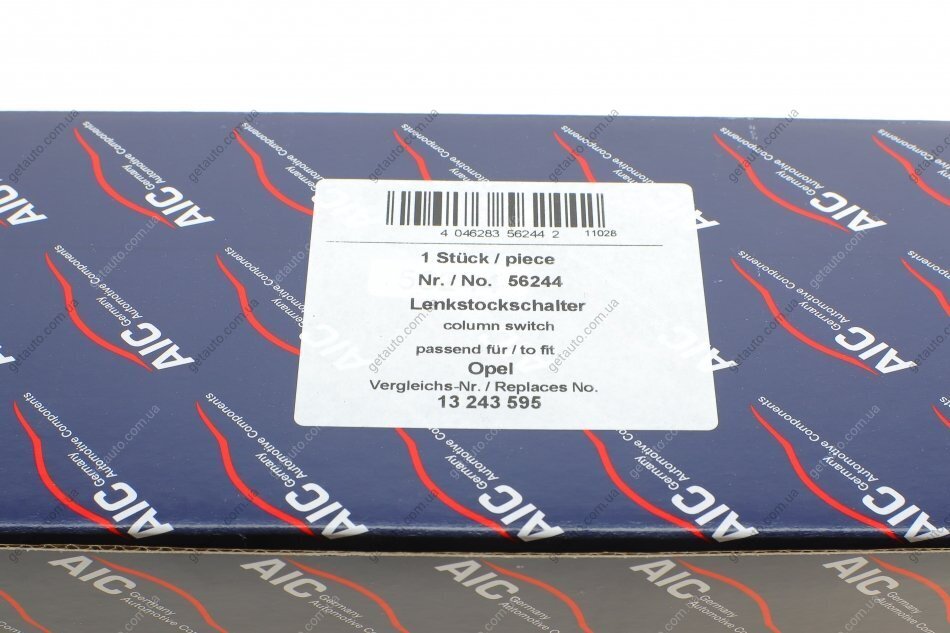 4 046283 56244 2 11028
1 Stück / piece
Nr. / No. 56244
Lenkstockschalter
column switch
passend für / to fit
Opel
Vergleichs-Nr. / Replaces No.
13 243 595
AIC Germany
Automotive Components
getauto.com.ua